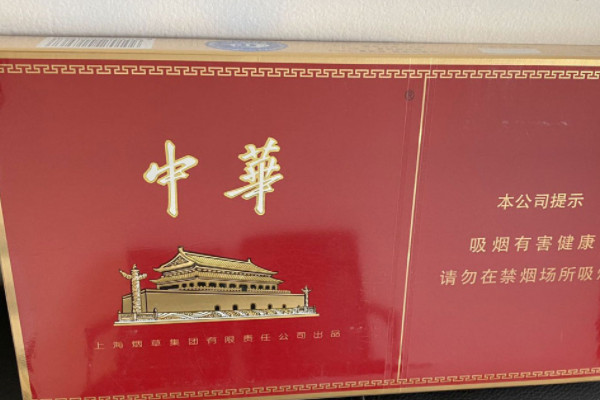 中華
上海烟草集团有限责任公司出品
本公司提示
吸烟有害健康
请勿在禁烟场所吸烟